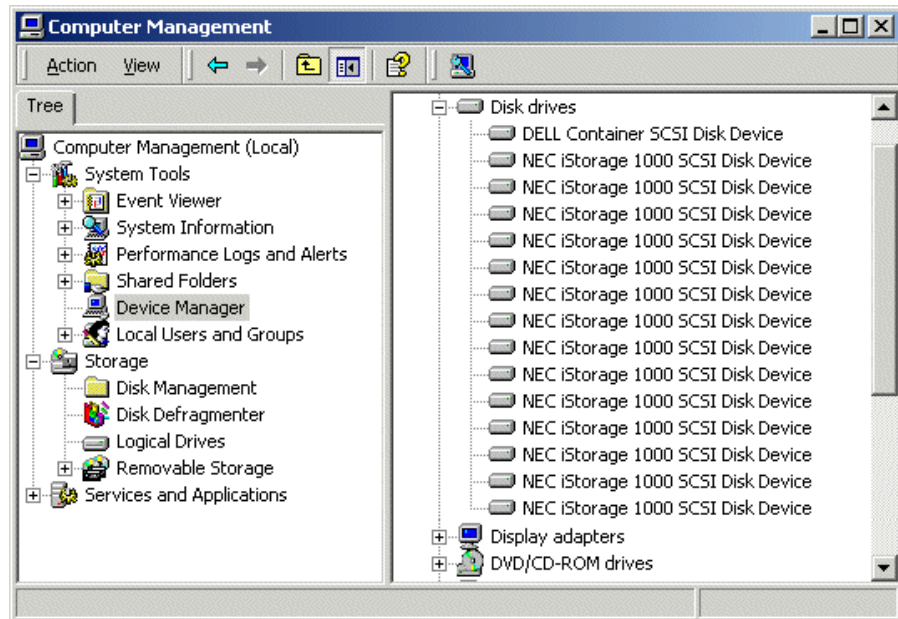 Computer Management
Action View
Tree
Computer Management (Local)
System Tools
Event Viewer
System Information
Performance Logs and Alerts
Shared Folders
Device Manager
Local Users and Groups
Storage
Disk Management
Disk Defragmenter
Logical Drives
Removable Storage
Services and Applications
Disk drives
DELL Container SCSI Disk Device
NEC iStorage 1000 SCSI Disk Device
NEC iStorage 1000 SCSI Disk Device
NEC iStorage 1000 SCSI Disk Device
NEC iStorage 1000 SCSI Disk Device
NEC iStorage 1000 SCSI Disk Device
NEC iStorage 1000 SCSI Disk Device
NEC iStorage 1000 SCSI Disk Device
NEC iStorage 1000 SCSI Disk Device
NEC iStorage 1000 SCSI Disk Device
NEC iStorage 1000 SCSI Disk Device
NEC iStorage 1000 SCSI Disk Device
NEC iStorage 1000 SCSI Disk Device
NEC iStorage 1000 SCSI Disk Device
NEC iStorage 1000 SCSI Disk Device
Display adapters
DVD/CD-ROM drives